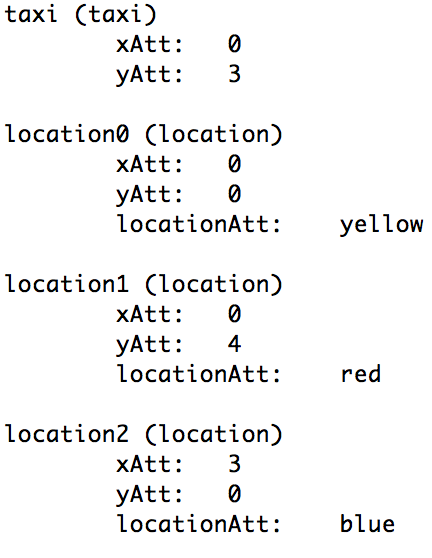 taxi (taxi)
xAtt: 0
yAtt: 3
location0 (location)
xAtt: 0
yAtt: 0
locationAtt: yellow
location1 (location)
xAtt: 0
yAtt: 4
locationAtt: red
location2 (location)
xAtt: 3
yAtt: 0
locationAtt: blue